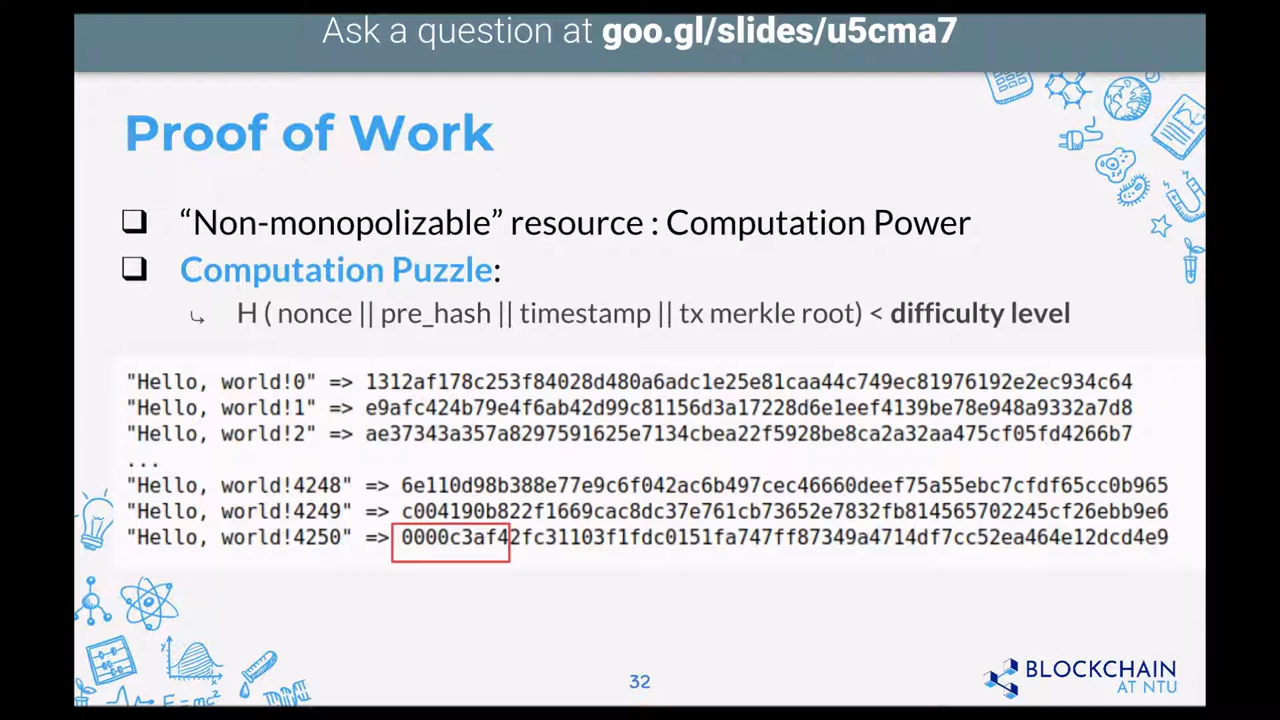 Ask a question at goo.gl/slides/u5cma7
Proof of Work
“Non-monopolizable” resource : Computation Power
Computation Puzzle:
H ( nonce || pre_hash || timestamp || tx merkle root) < difficulty level
"Hello, world!0" => 1312af178c253f84028d480a6adc1e25e81caa44c749ec81976192e2ec934c64
"Hello, world!1" => e9afc424b79e4f6ab42d99c81156d3a17228d6e1eef4139be78e948a9332a7d8
"Hello, world!2" => ae37343a357a8297591625e7134cbea22f5928be8ca2a32aa475cf05fd4266b7
...
"Hello, world!4248" => 6e110d98b388e77e9c6f042ac6b497cec46660deef75a55ebc7cfdf65cc0b965
"Hello, world!4249" => c004190b822f1669cac8dc37e761cb73652e7832fb814565702245cf26ebb9e6
"Hello, world!4250" => 0000c3af42fc31103f1fdc0151fa747ff87349a4714df7cc52ea464e12dcd4e9
E=mc²
32
BLOCKCHAIN
AT NTU